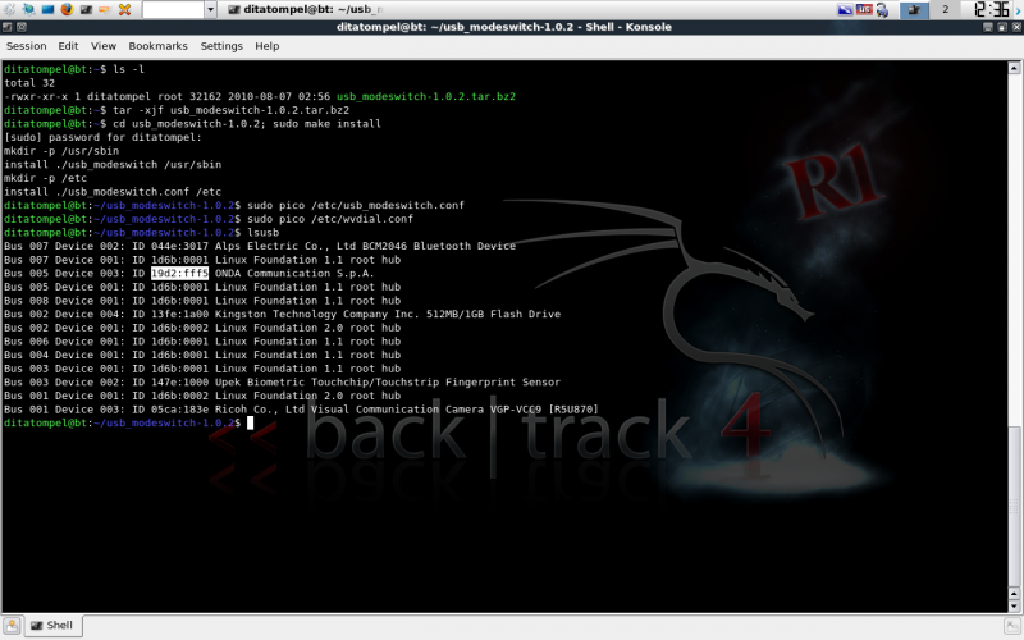 ditatompel@bt: ~/usb_n
US
2
12:36
ditatompel@bt: ~/usb_modeswitch-1.0.2 - Shell - Konsole
Session Edit View Bookmarks Settings Help
ditatompel@bt:~$ ls -l
total 32
-rwxr-xr-x 1 ditatompel root 32162 2010-08-07 02:56 usb_modeswitch-1.0.2.tar.bz2
ditatompel@bt:~$ tar -xjf usb_modeswitch-1.0.2.tar.bz2
ditatompel@bt:~$ cd usb_modeswitch-1.0.2; sudo make install
[sudo] password for ditatompel:
mkdir -p /usr/sbin
install ./usb_modeswitch /usr/sbin
mkdir -p /etc
install ./usb_modeswitch.conf /etc
ditatompel@bt:~/usb_modeswitch-1.0.2$ sudo pico /etc/usb_modeswitch.conf
ditatompel@bt:~/usb_modeswitch-1.0.2$ sudo pico /etc/wvdial.conf
ditatompel@bt:~/usb_modeswitch-1.0.2$ lsusb
Bus 007 Device 002: ID 044e:3017 Alps Electric Co., Ltd BCM2046 Bluetooth Device
Bus 007 Device 001: ID 1d6b:0001 Linux Foundation 1.1 root hub
Bus 005 Device 003: ID 19d2:fff5 ONDA Communication S.p.A.
Bus 005 Device 001: ID 1d6b:0001 Linux Foundation 1.1 root hub
Bus 008 Device 001: ID 1d6b:0001 Linux Foundation 1.1 root hub
Bus 002 Device 004: ID 13fe:1a00 Kingston Technology Company Inc. 512MB/1GB Flash Drive
Bus 002 Device 001: ID 1d6b:0002 Linux Foundation 2.0 root hub
Bus 006 Device 001: ID 1d6b:0001 Linux Foundation 1.1 root hub
Bus 004 Device 001: ID 1d6b:0001 Linux Foundation 1.1 root hub
Bus 003 Device 001: ID 1d6b:0001 Linux Foundation 1.1 root hub
Bus 003 Device 002: ID 147e:1000 Upek Biometric Touchchip/Touchstrip Fingerprint Sensor
Bus 001 Device 001: ID 1d6b:0002 Linux Foundation 2.0 root hub
Bus 001 Device 003: ID 05ca:183e Ricoh Co., Ltd Visual Communication Camera VGP-VCC9 [R5U870]
ditatompel@bt:~/usb_modeswitch-1.0.2$
R1
<< back | track 4
Shell